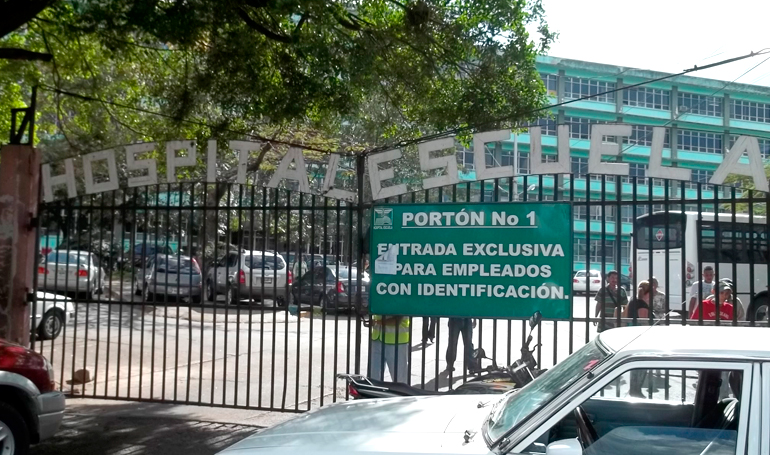 HOSPITAL ESCUELA
PORTÓN No 1
ENTRADA EXCLUSIVA
PARA EMPLEADOS
CON IDENTIFICACIÓN.